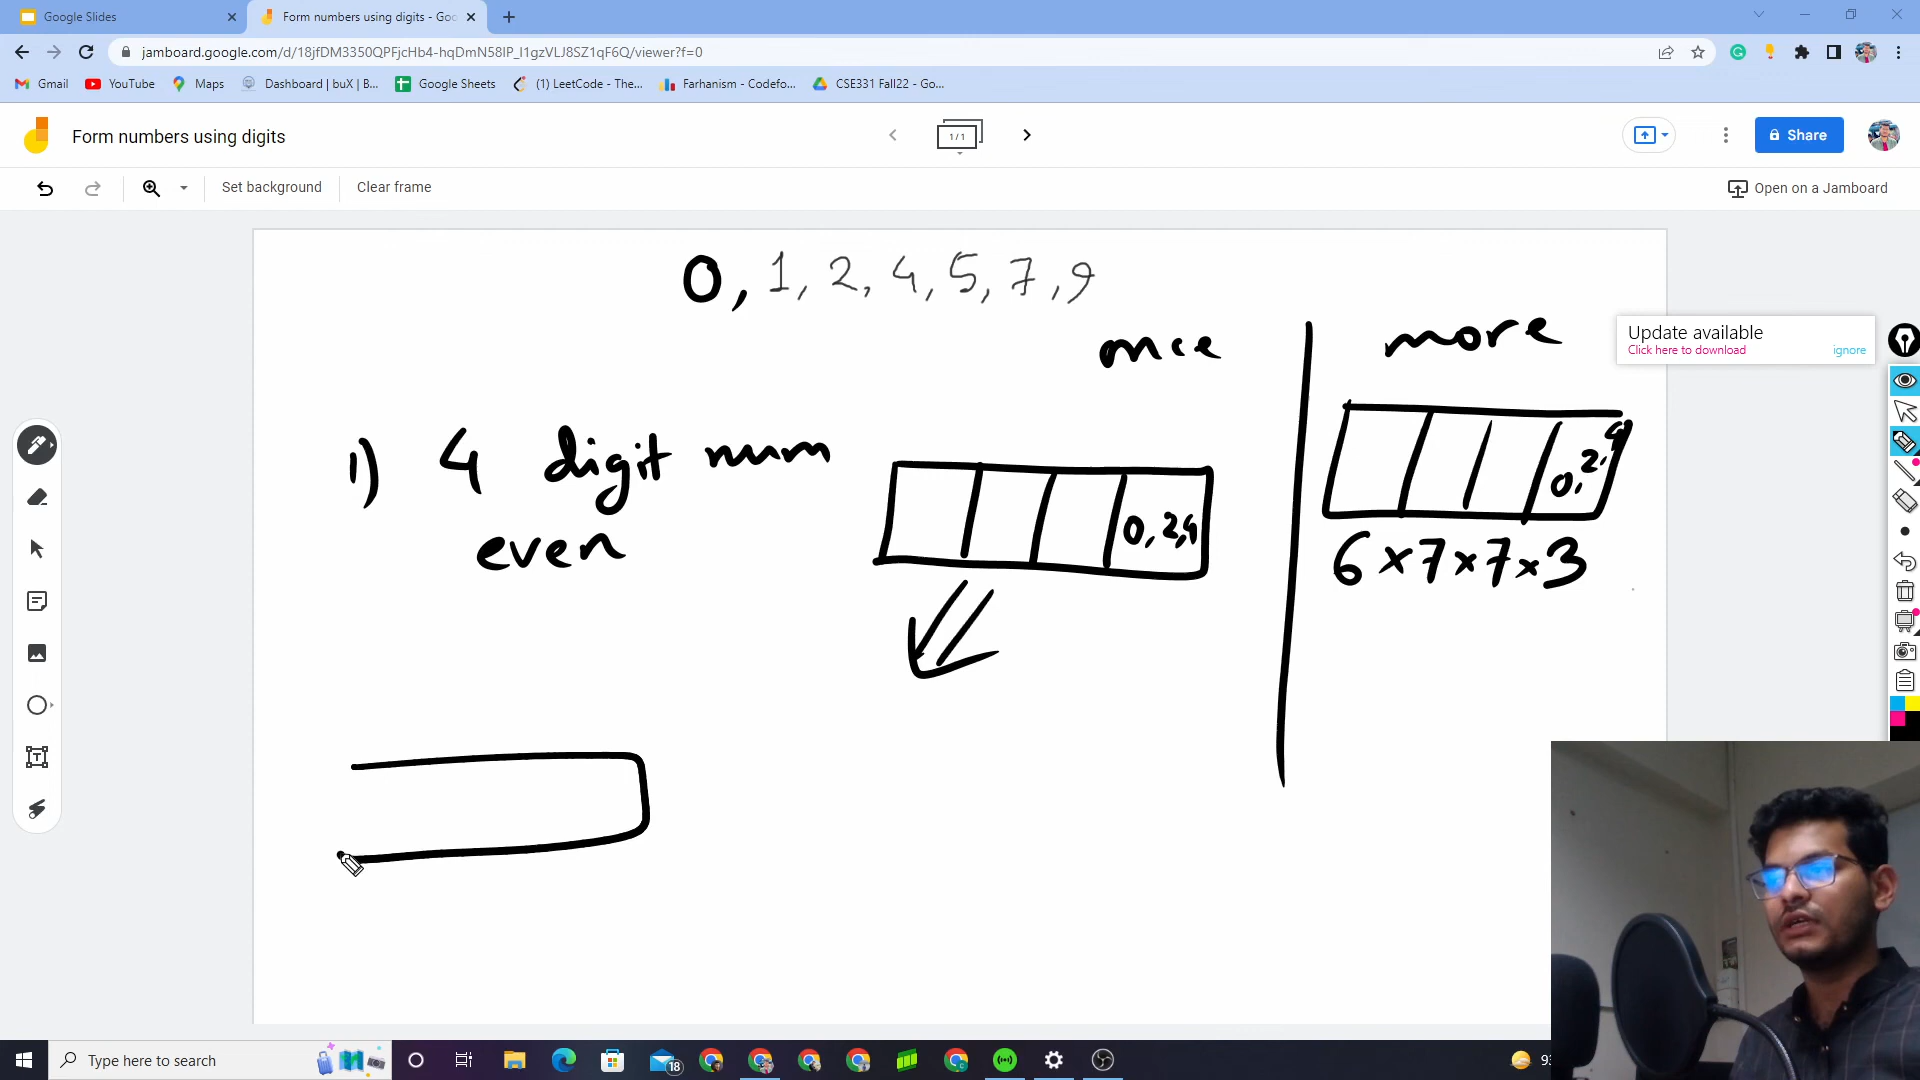 Google Slides
Form numbers using digits - Goo
jamboard.google.com/d/18jfDM3350QPFjcHb4-hqDmN58IP_I1gzVLJ8SZ1qF6Q/viewer?f=0
Gmail
YouTube
Maps
Dashboard | buX | B...
Google Sheets
(1) LeetCode - The...
Farhanism - Codefo...
CSE331 Fall22 - Go...
Form numbers using digits
1/1
Share
Set background
Clear frame
Open on a Jamboard
0, 1, 2, 4, 5, 7, 9
once
more
Update available
Click here to download
ignore
1) 4 digit num
even
0, 2, 4
0, 2, 4
6 × 7 × 7 × 3
Type here to search
18